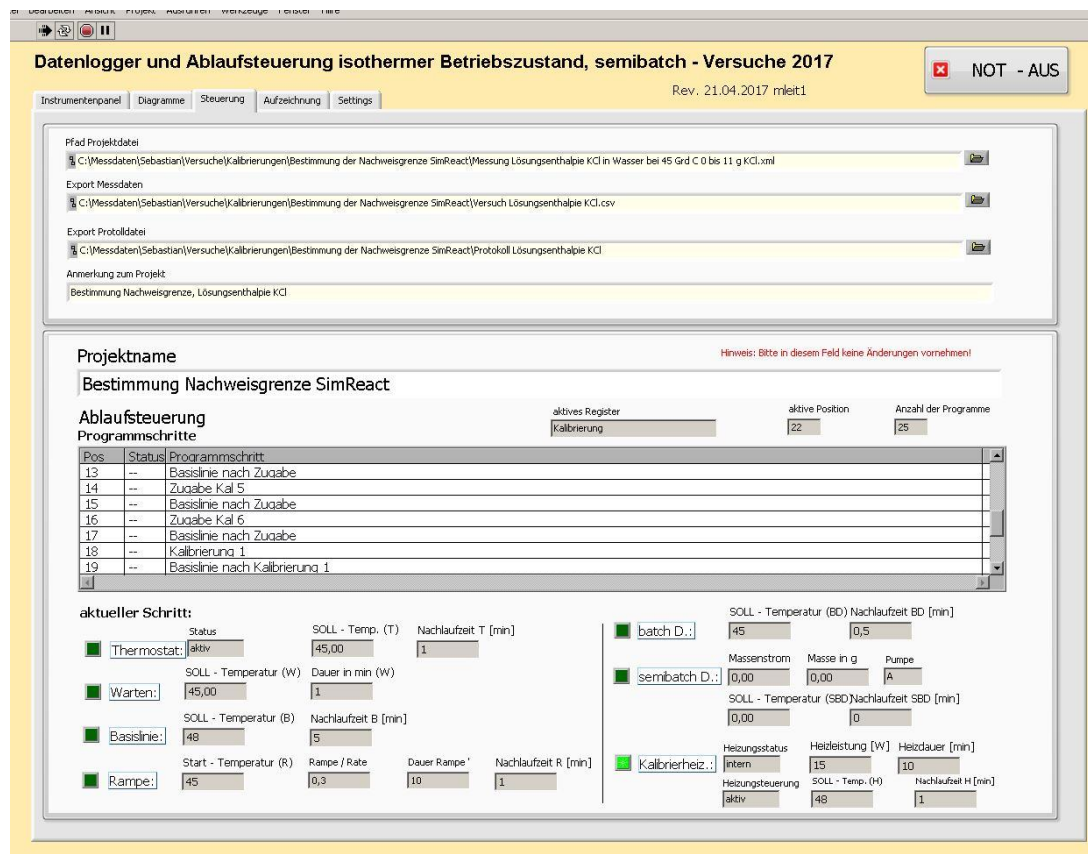 Bearbeiten Ansicht Projekt Ausführen Werkzeuge Fenster Hilfe
Datenlogger und Ablaufsteuerung isothermer Betriebszustand, semibatch - Versuche 2017
NOT - AUS
Rev. 21.04.2017 mleit1
Instrumentenpanel Diagramme Steuerung Aufzeichnung Settings
Pfad Projektdatei
C:\Messdaten\Sebastian\Versuche\Kalibrierungen\Bestimmung der Nachweisgrenze SimReact\Messung Lösungsenthalpie KCl in Wasser bei 45 Grd C 0 bis 11 g KCl.xml
Export Messdaten
C:\Messdaten\Sebastian\Versuche\Kalibrierungen\Bestimmung der Nachweisgrenze SimReact\Versuch Lösungsenthalpie KCl.csv
Export Protolldatei
C:\Messdaten\Sebastian\Versuche\Kalibrierungen\Bestimmung der Nachweisgrenze SimReact\Protokoll Lösungsenthalpie KCl
Anmerkung zum Projekt
Bestimmung Nachweisgrenze, Lösungsenthalpie KCl
Projektname
Hinweis: Bitte in diesem Feld keine Änderungen vornehmen!
Bestimmung Nachweisgrenze SimReact
Ablaufsteuerung
aktives Register aktive Position Anzahl der Programme
Kalibrierung 22 25
Programmschritte
Pos Status Programmschritt
13 -- Basislinie nach Zugabe
14 -- Zugabe Kal 5
15 -- Basislinie nach Zugabe
16 -- Zugabe Kal 6
17 -- Basislinie nach Zugabe
18 -- Kalibrierung 1
19 -- Basislinie nach Kalibrierung 1
aktueller Schritt:
Status SOLL - Temp. (T) Nachlaufzeit T [min]
Thermostat: aktiv 45,00 1
SOLL - Temperatur (W) Dauer in min (W)
Warten: 45,00 1
SOLL - Temperatur (B) Nachlaufzeit B [min]
Basislinie: 48 5
Start - Temperatur (R) Rampe / Rate Dauer Rampe ' Nachlaufzeit R [min]
Rampe: 45 0,3 10 1
SOLL - Temperatur (BD) Nachlaufzeit BD [min]
batch D.: 45 0,5
Massenstrom Masse in g Pumpe
semibatch D.: 0,00 0,00 A
SOLL - Temperatur (SBD) Nachlaufzeit SBD [min]
0,00 0
Heizungsstatus Heizleistung [W] Heizdauer [min]
Kalibrierheiz.: intern 15 10
Heizungsteuerung SOLL - Temp. (H) Nachlaufzeit H [min]
aktiv 48 1